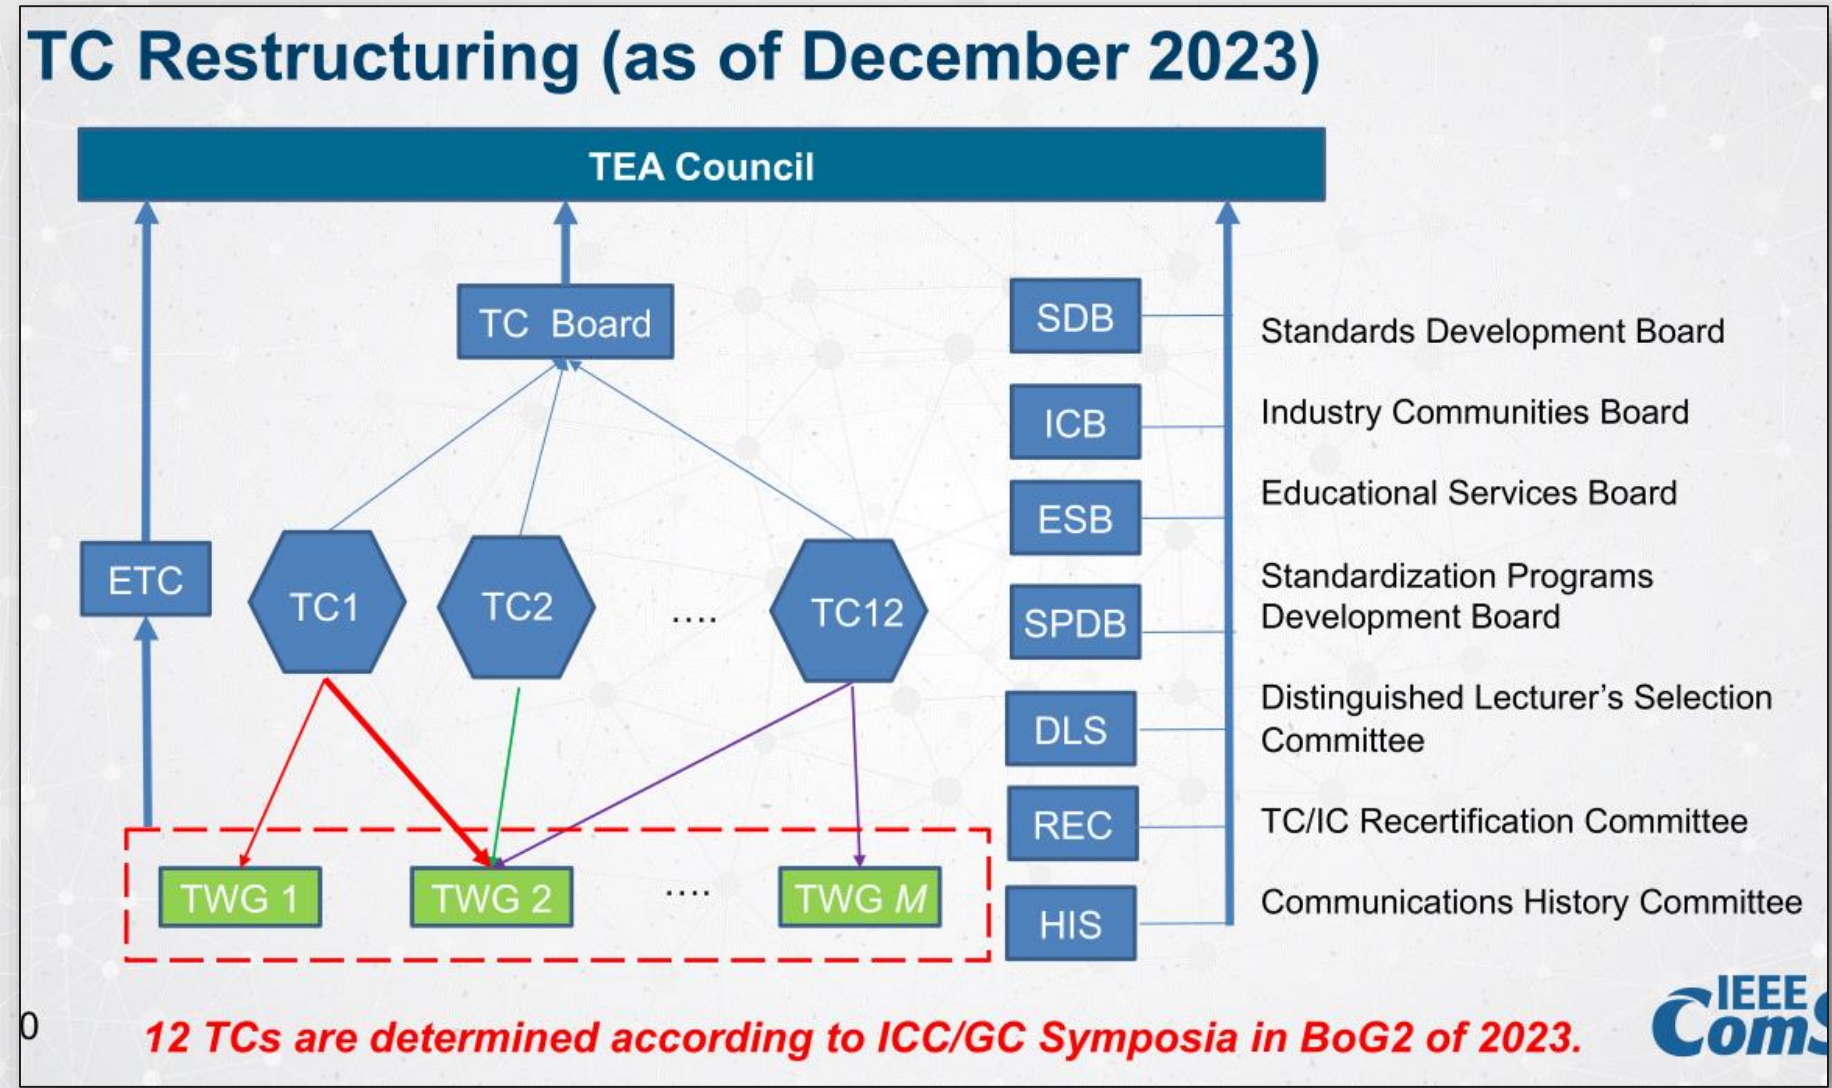 TC Restructuring (as of December 2023)
TEA Council
TC Board
SDB
Standards Development Board
ICB
Industry Communities Board
ESB
Educational Services Board
ETC
TC1
TC2
....
TC12
SPDB
Standardization Programs
Development Board
DLS
Distinguished Lecturer’s Selection
Committee
REC
TC/IC Recertification Committee
TWG 1
TWG 2
....
TWG M
HIS
Communications History Committee
0
12 TCs are determined according to ICC/GC Symposia in BoG2 of 2023.
IEEE
ComS